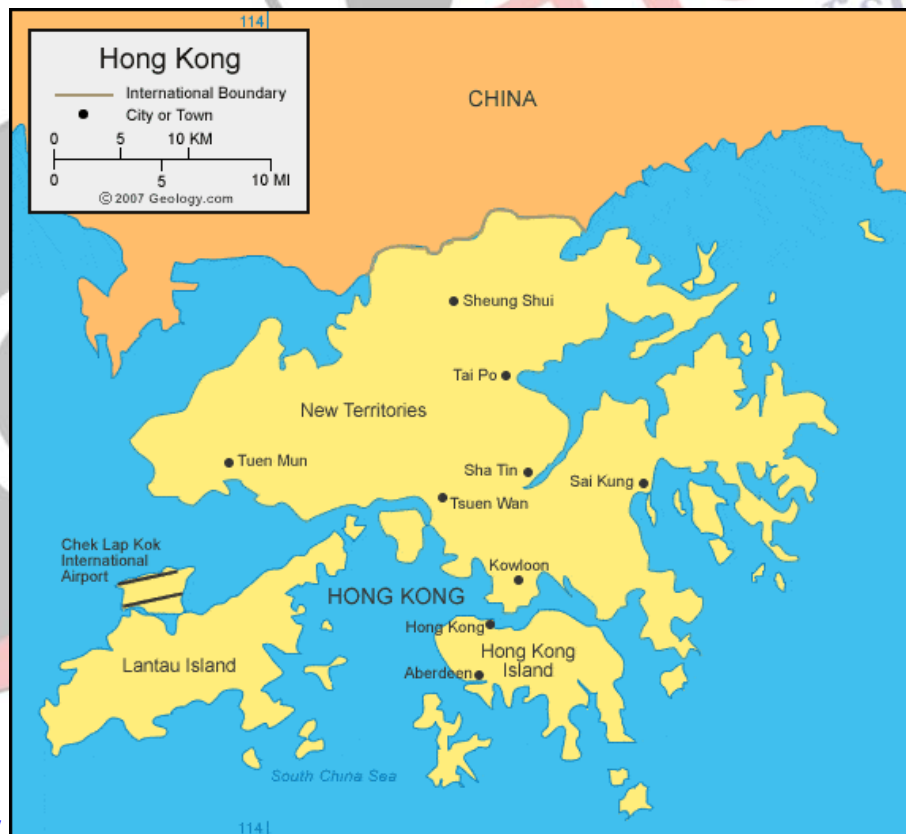 114
Hong Kong
International Boundary
City or Town
0 5 10 KM
0 5 10 MI
© 2007 Geology.com
CHINA
Sheung Shui
Tai Po
New Territories
Tuen Mun
Sha Tin
Sai Kung
Tsuen Wan
Chek Lap Kok
International
Airport
Kowloon
HONG KONG
Hong Kong
Hong Kong
Island
Lantau Island
Aberdeen
South China Sea
114